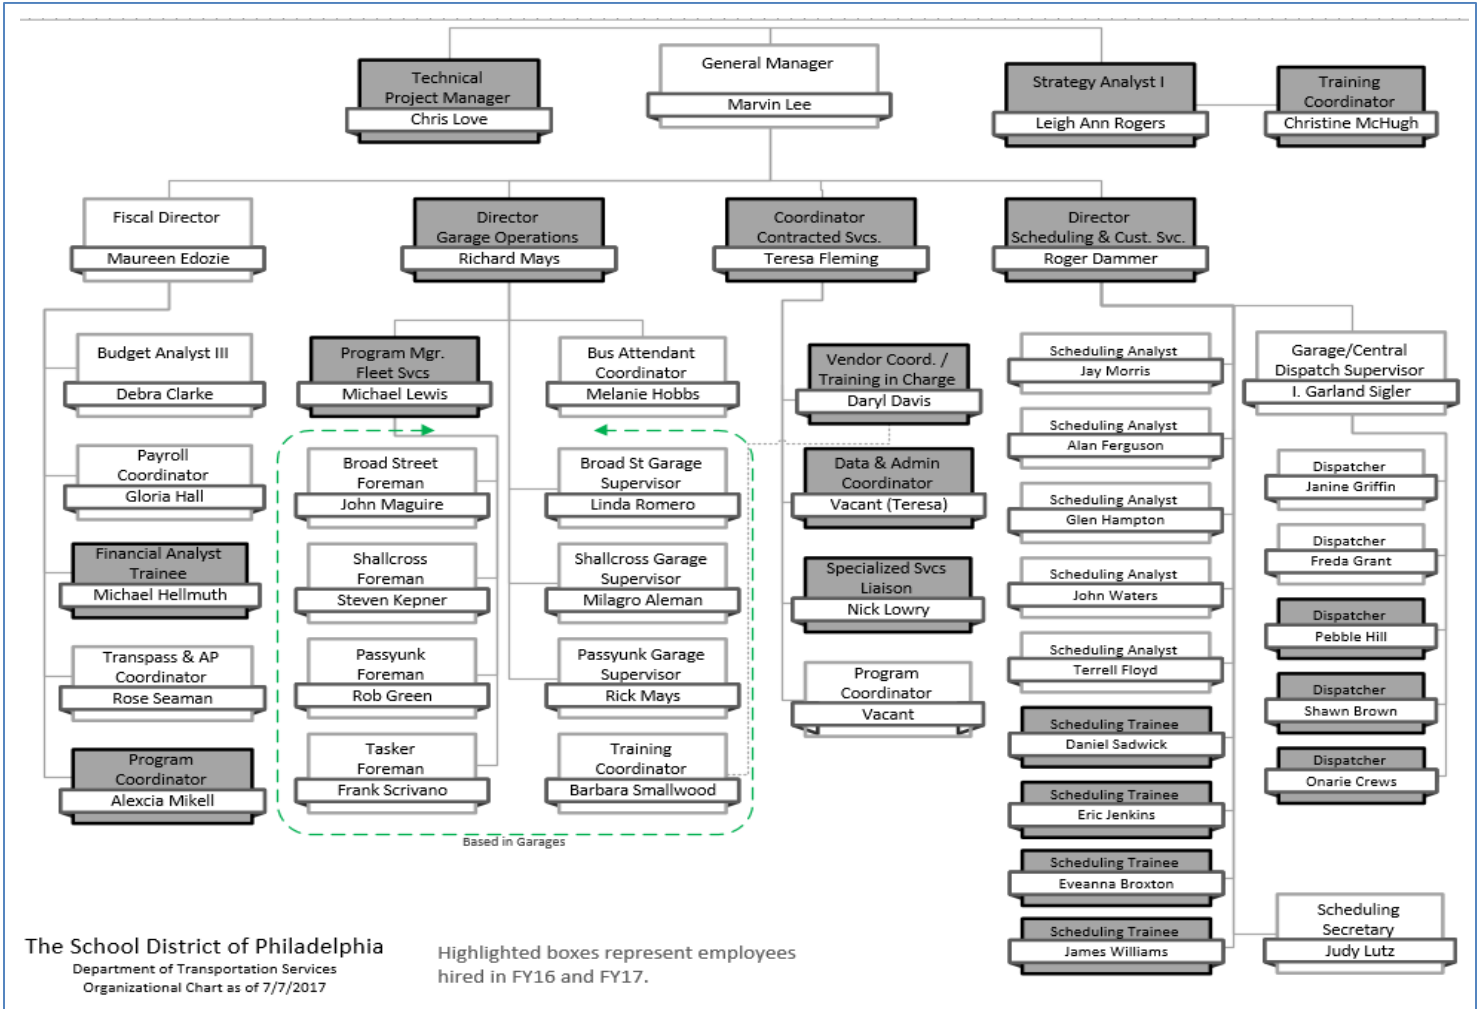 General Manager
Marvin Lee
Technical
Project Manager
Chris Love
Strategy Analyst I
Leigh Ann Rogers
Training
Coordinator
Christine McHugh
Fiscal Director
Maureen Edozie
Director
Garage Operations
Richard Mays
Coordinator
Contracted Svcs.
Teresa Fleming
Director
Scheduling & Cust. Svc.
Roger Dammer
Budget Analyst III
Debra Clarke
Payroll
Coordinator
Gloria Hall
Financial Analyst
Trainee
Michael Hellmuth
Transpass & AP
Coordinator
Rose Seaman
Program
Coordinator
Alexcia Mikell
Program Mgr.
Fleet Svcs
Michael Lewis
Broad Street
Foreman
John Maguire
Shallcross
Foreman
Steven Kepner
Passyunk
Foreman
Rob Green
Tasker
Foreman
Frank Scrivano
Bus Attendant
Coordinator
Melanie Hobbs
Broad St Garage
Supervisor
Linda Romero
Shallcross Garage
Supervisor
Milagro Aleman
Passyunk Garage
Supervisor
Rick Mays
Training
Coordinator
Barbara Smallwood
Based in Garages
Vendor Coord. /
Training in Charge
Daryl Davis
Data & Admin
Coordinator
Vacant (Teresa)
Specialized Svcs
Liaison
Nick Lowry
Program
Coordinator
Vacant
Scheduling Analyst
Jay Morris
Scheduling Analyst
Alan Ferguson
Scheduling Analyst
Glen Hampton
Scheduling Analyst
John Waters
Scheduling Analyst
Terrell Floyd
Scheduling Trainee
Daniel Sadwick
Scheduling Trainee
Eric Jenkins
Scheduling Trainee
Eveanna Broxton
Scheduling Trainee
James Williams
Garage/Central
Dispatch Supervisor
I. Garland Sigler
Dispatcher
Janine Griffin
Dispatcher
Freda Grant
Dispatcher
Pebble Hill
Dispatcher
Shawn Brown
Dispatcher
Onarie Crews
Scheduling
Secretary
Judy Lutz
The School District of Philadelphia
Department of Transportation Services
Organizational Chart as of 7/7/2017
Highlighted boxes represent employees
hired in FY16 and FY17.